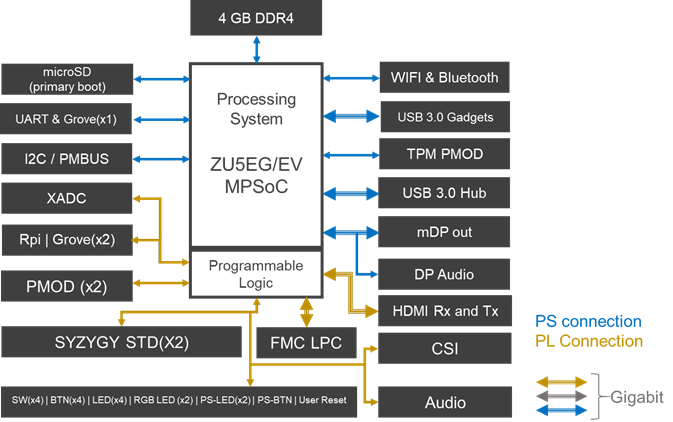 4 GB DDR4
microSD
(primary boot)
UART & Grove(x1)
I2C / PMBUS
XADC
Rpi | Grove(x2)
PMOD (x2)
Processing
System
ZU5EG/EV
MPSoC
Programmable
Logic
WIFI & Bluetooth
USB 3.0 Gadgets
TPM PMOD
USB 3.0 Hub
mDP out
DP Audio
HDMI Rx and Tx
SYZYGY STD(X2)
FMC LPC
CSI
SW(x4) | BTN(x4) | LED(x4) | RGB LED (x2) | PS-LED(x2) | PS-BTN | User Reset
Audio
PS connection
PL Connection
Gigabit